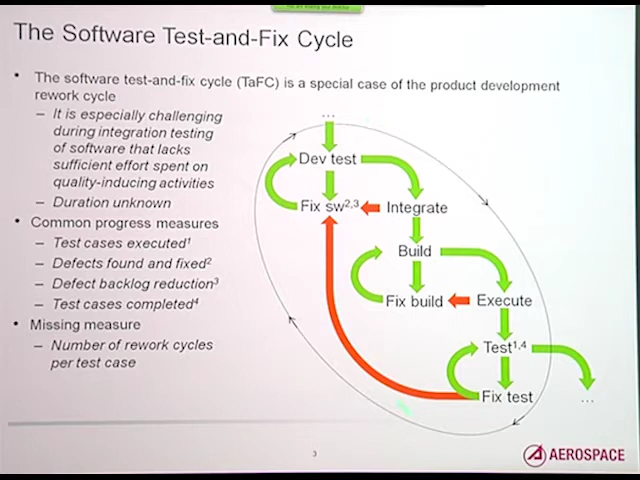 The Software Test-and-Fix Cycle
• The software test-and-fix cycle (TaFC) is a special case of the product development
rework cycle
– It is especially challenging
during integration testing
of software that lacks
sufficient effort spent on
quality-inducing activities
– Duration unknown
• Common progress measures
– Test cases executed¹
– Defects found and fixed²
– Defect backlog reduction³
– Test cases completed⁴
• Missing measure
– Number of rework cycles
per test case
...
Dev test
Fix sw²,³
Integrate
Build
Fix build
Execute
Test¹,⁴
Fix test
...
3
AEROSPACE